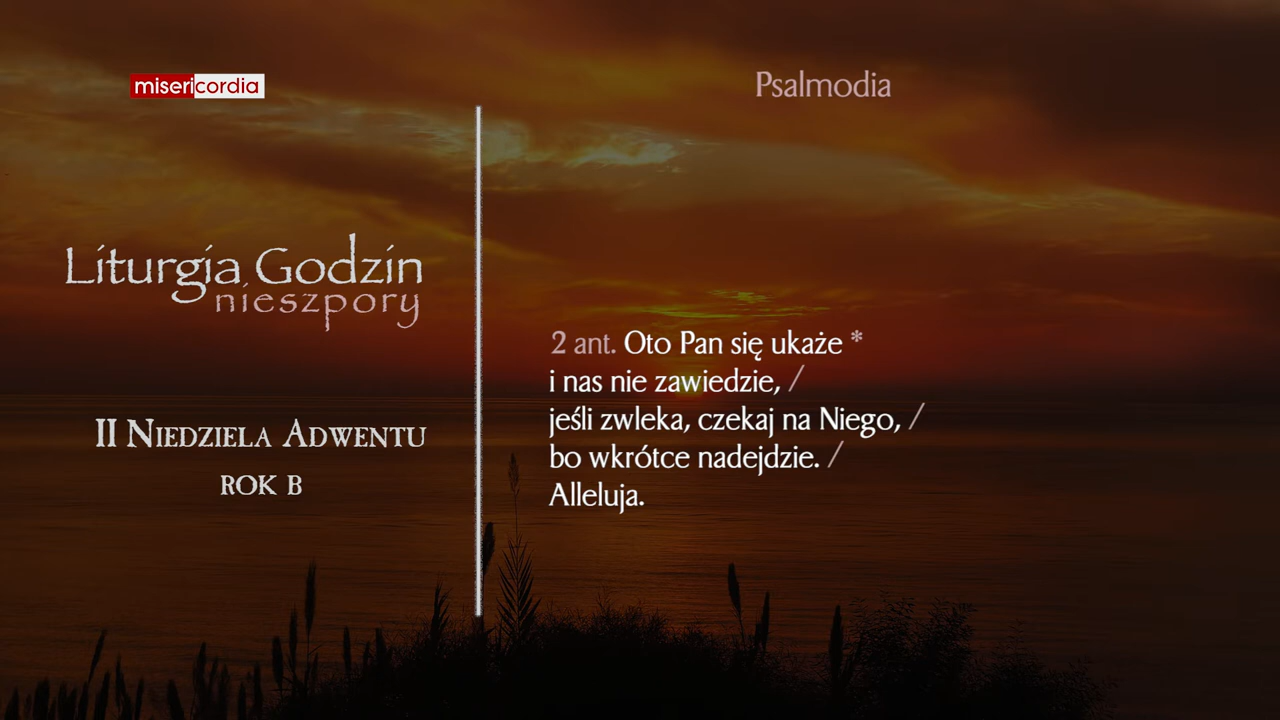 misericordia
Psalmodia
Liturgia Godzin
nieszpory
II Niedziela Adwentu
rok B
2 ant. Oto Pan się ukaże *
i nas nie zawiedzie, /
jeśli zwleka, czekaj na Niego, /
bo wkrótce nadejdzie. /
Alleluja.